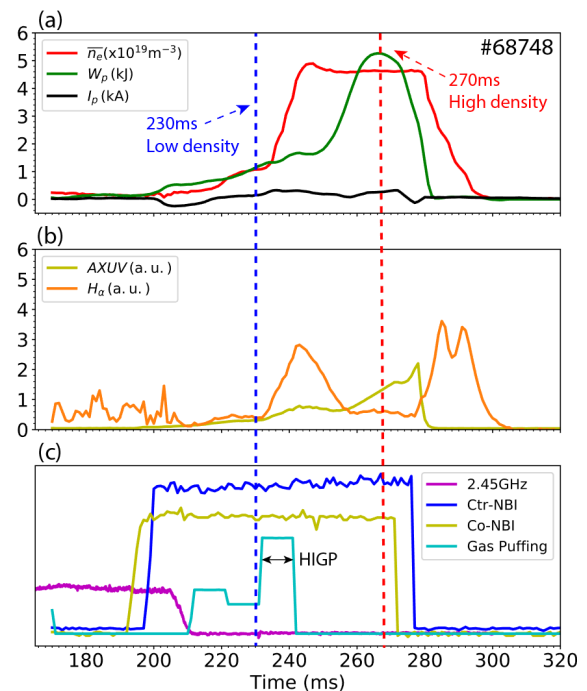 (a)
6
5
4
3
2
1
0
n̅ₑ(x10¹⁹m⁻³)
Wₚ(kJ)
Iₚ(kA)
#68748
230ms
Low density
270ms
High density
(b)
6
5
4
3
2
1
0
AXUV(a.u.)
Hα(a.u.)
(c)
2.45GHz
Ctr-NBI
Co-NBI
Gas Puffing
HIGP
180 200 220 240 260 280 300 320
Time (ms)